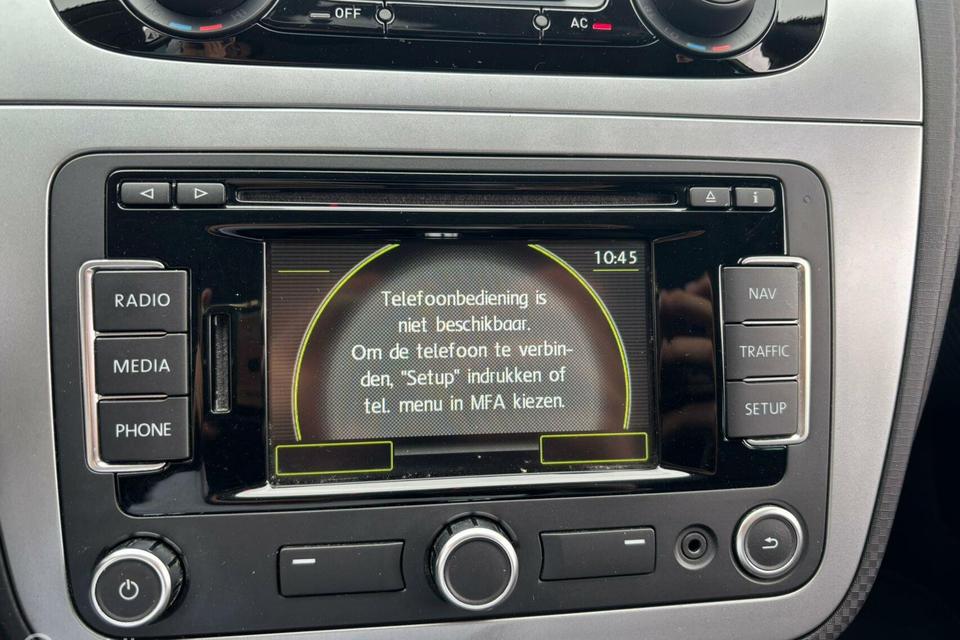 OFF
AC
i
10:45
RADIO
MEDIA
PHONE
Telefoonbediening is
niet beschikbaar.
Om de telefoon te verbin-
den, "Setup" indrukken of
tel. menu in MFA kiezen.
NAV
TRAFFIC
SETUP